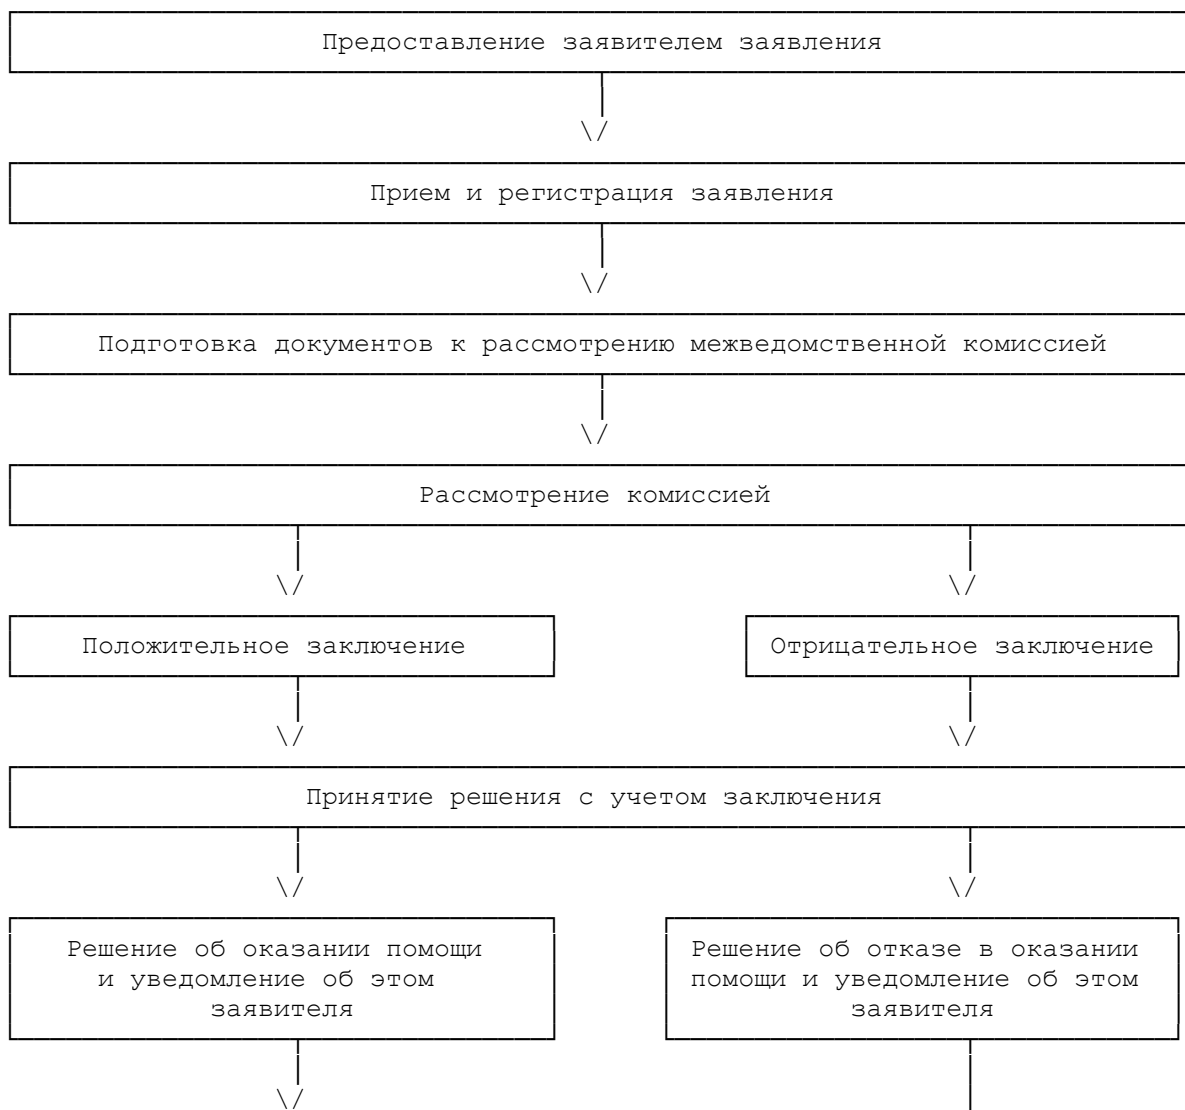 Предоставление заявителем заявления
Прием и регистрация заявления
Подготовка документов к рассмотрению межведомственной комиссией
Рассмотрение комиссией
Положительное заключение
Отрицательное заключение
Принятие решения с учетом заключения
Решение об оказании помощи
и уведомление об этом
заявителя
Решение об отказе в оказании
помощи и уведомление об этом
заявителя